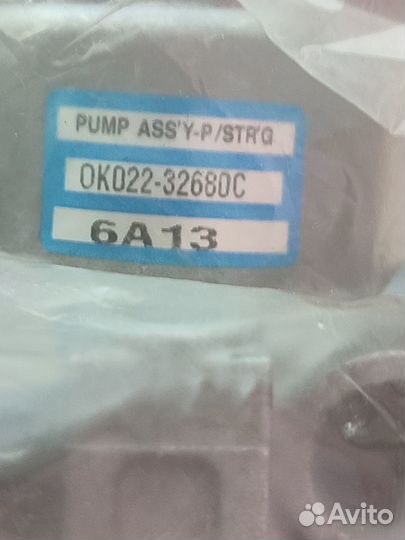 PUMP ASS'Y-P/STR'G
0K022-32680C
6A13
Avito